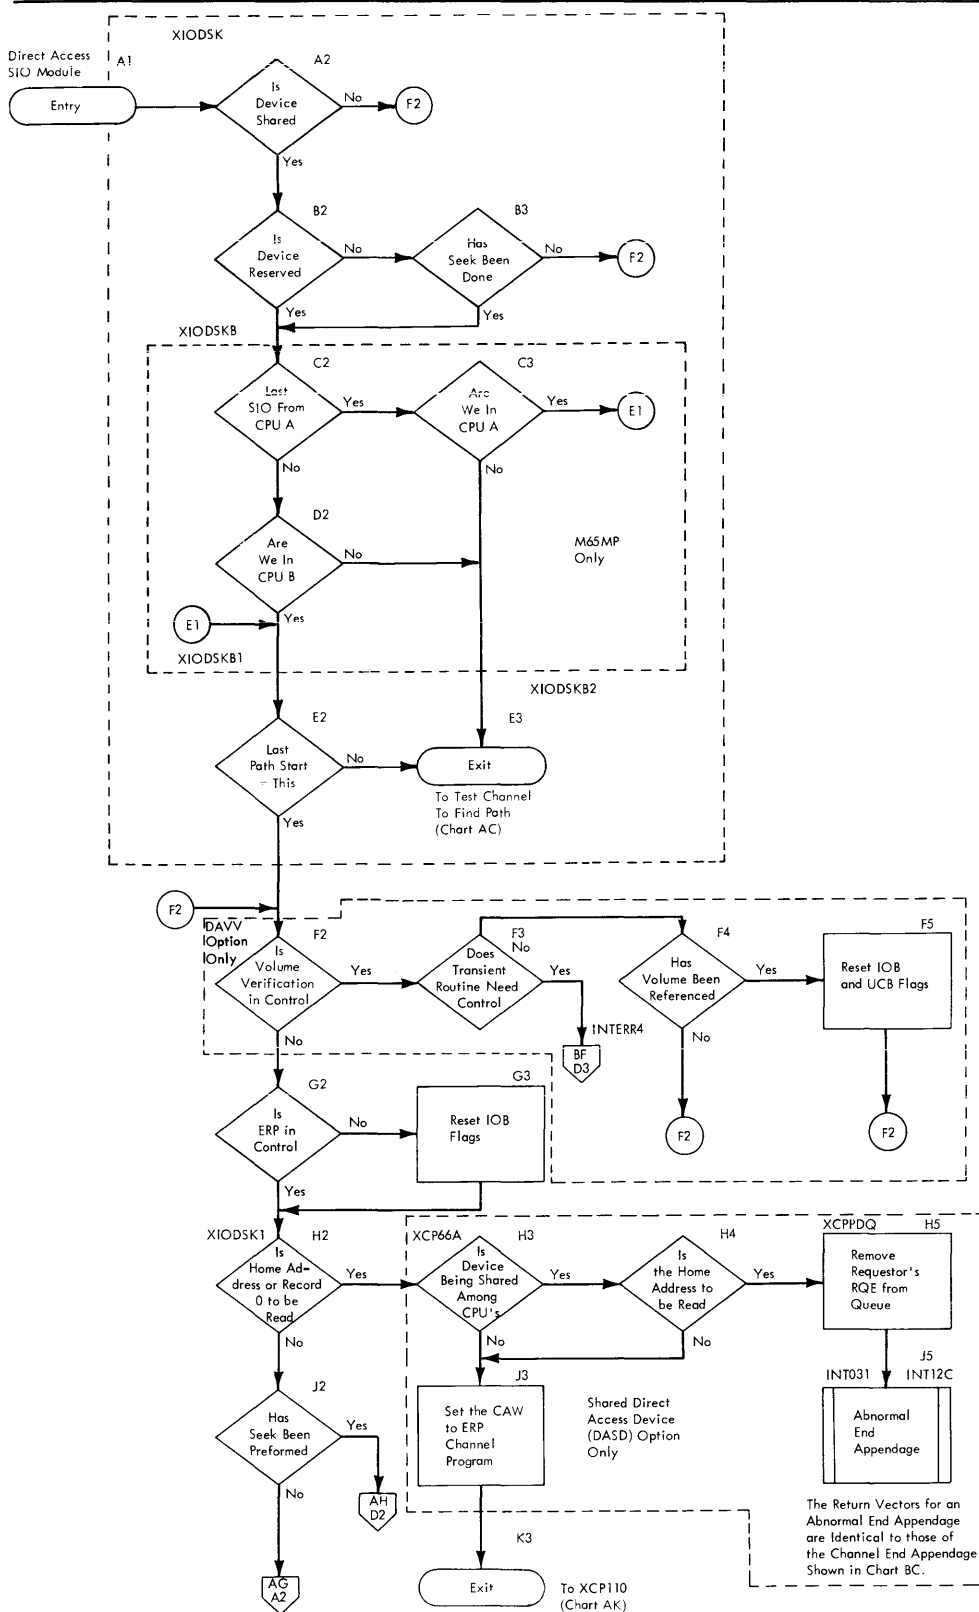 XIODSK
Direct Access
SIO Module
A1
Entry
A2
Is
Device
Shared
No
F2
Yes
B2
Is
Device
Reserved
No
B3
Has
Seek Been
Done
No
F2
Yes
Yes
XIODSKB
C2
Last
SIO From
CPU A
Yes
C3
Are
We In
CPU A
Yes
E1
No
No
D2
Are
We In
CPU B
No
M65MP
Only
Yes
E1
XIODSKB1
XIODSKB2
E2
Last
Path Start
= This
No
E3
Exit
To Test Channel
To Find Path
(Chart AC)
Yes
F2
DAVV
Option
Only
F2
Is
Volume
Verification
in Control
Yes
F3
No
Does
Transient
Routine Need
Control
Yes
INTERR4
BF
D3
F4
Has
Volume Been
Referenced
Yes
F5
Reset IOB
and UCB Flags
No
No
F2
F2
G2
Is
ERP in
Control
No
G3
Reset IOB
Flags
Yes
XIODSK1
H2
Is
Home Ad-
dress or Record
0 to be
Read
Yes
XCP66A
H3
Is
Device
Being Shared
Among
CPU's
Yes
H4
Is
the Home
Address to
be Read
Yes
XCPPDQ
H5
Remove
Requestor's
RQE from
Queue
No
No
No
J2
Has
Seek Been
Preformed
Yes
AH
D2
No
AG
A2
J3
Set the CAW
to ERP
Channel
Program
Shared Direct
Access Device
(DASD) Option
Only
J5
INT031
INT12C
Abnormal
End
Appendage
The Return Vectors for an
Abnormal End Appendage
are Identical to those of
the Channel End Appendage
Shown in Chart BC.
K3
Exit
To XCP110
(Chart AK)